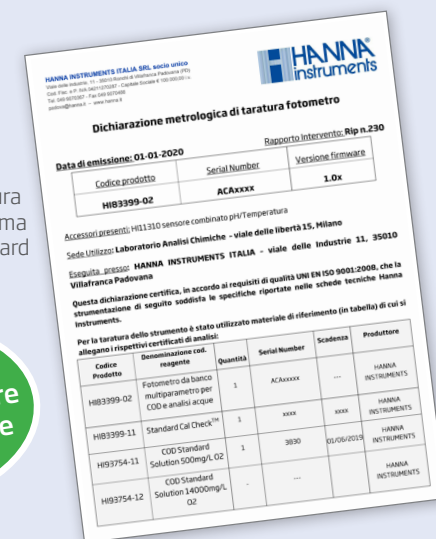 HANNA INSTRUMENTS ITALIA SRL socio unico
HANNA
instruments
Dichiarazione metrologica di taratura fotometro
Data di emissione: 01-01-2020
Rapporto Intervento: Rip n.230
Codice prodotto Serial Number Versione firmware
HI83399-02 ACAxxxx 1.0x
Accessori presenti: HI11310 sensore combinato pH/Temperatura
Sede Utilizzo: Laboratorio Analisi Chimiche - viale delle libertà 15, Milano
Eseguita presso: HANNA INSTRUMENTS ITALIA - viale delle Industrie 11, 35010
Villafranca Padovana
Questa dichiarazione certifica, in accordo ai requisiti di qualità UNI EN ISO 9001:2008, che la
strumentazione di seguito soddisfa le specifiche riportate nelle schede tecniche Hanna
Instruments.
Per la taratura dello strumento è stato utilizzato materiale di riferimento (in tabella) di cui si
allegano i rispettivi certificati di analisi:
Codice
Prodotto
Denominazione cod.
reagente
Quantità
Serial Number
Scadenza
Produttore
HI83399-02
Fotometro da banco
multiparametro per
COD e analisi acque
1
ACAxxxxx
---
HANNA
INSTRUMENTS
HI83399-11
Standard Cal Check™
1
xxxx
xxxx
HANNA
INSTRUMENTS
HI93754-11
COD Standard
Solution 500mg/L O2
1
3830
01/06/2019
HANNA
INSTRUMENTS
HI93754-12
COD Standard
Solution 14000mg/L
O2
-
---
HANNA
INSTRUMENTS